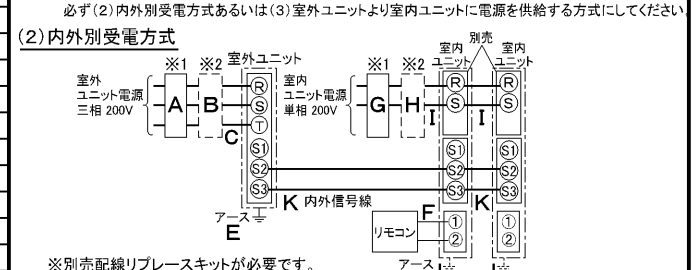 必ず(2)内外別受電方式あるいは(3)室外ユニットより室内ユニットに電源を供給する方式にしてください
(2)内外別受電方式
※1 ※2 室外ユニット
室外
ユニット電源
三相 200V
A
B
C
R
S
T
S1
S2
S3
アース
E
K 内外信号線
※1 ※2
室内
ユニット電源
単相 200V
G
H
I
I
室内
ユニット
別売
室内
ユニット
R
S
S1
S2
S3
①
②
R
S
S1
S2
S3
①
②
K
F
リモコン
アース
※別売配線リプレースキットが必要です。